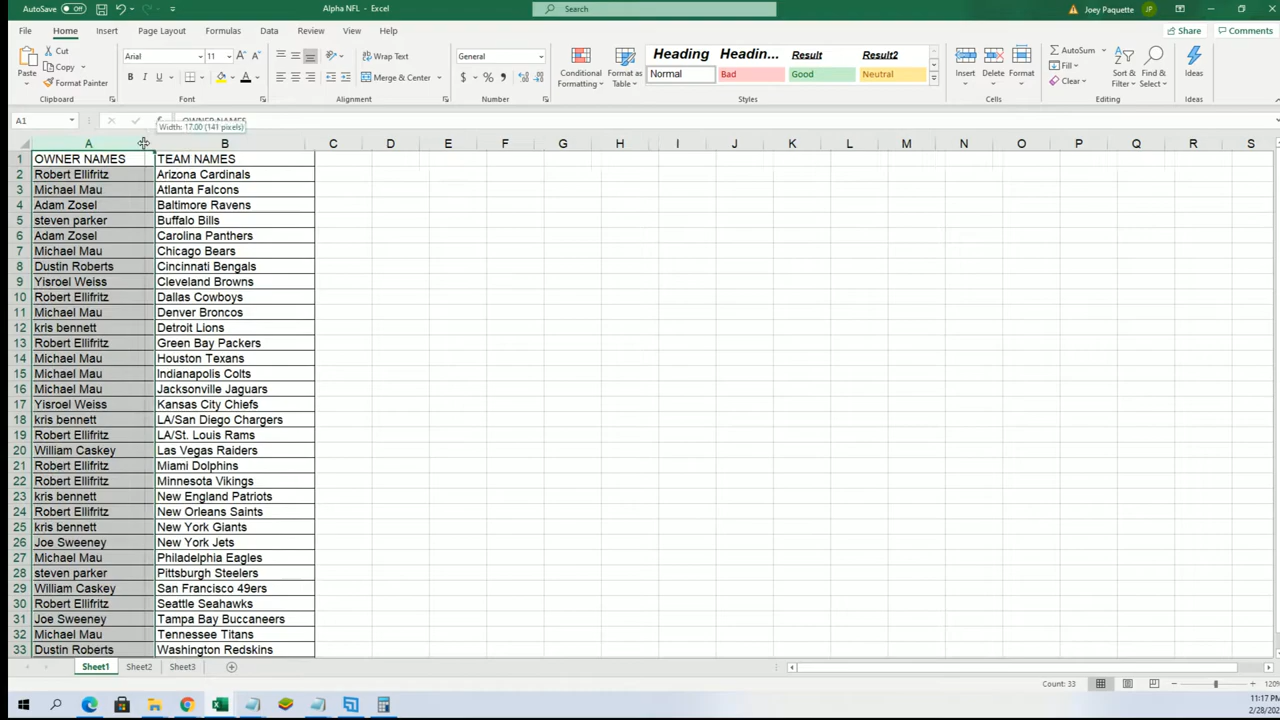 AutoSave Off Alpha NFL - Excel Search Joey Paquette JP
File Home Insert Page Layout Formulas Data Review View Help Share Comments
Cut Arial 11 General Heading Headin... Result Result2 AutoSum
Copy Wrap Text Fill
Paste Format Painter B I U Merge & Center $ % Conditional Formatting Format as Table Normal Bad Good Neutral Insert Delete Format Clear Sort & Filter Find & Select Ideas
Clipboard Font Alignment Number Styles Cells Editing Ideas
A1 OWNER NAMES
Width: 17.00 (141 pixels)
A B C D E F G H I J K L M N O P Q R S
1 OWNER NAMES TEAM NAMES
2 Robert Ellifritz Arizona Cardinals
3 Michael Mau Atlanta Falcons
4 Adam Zosel Baltimore Ravens
5 steven parker Buffalo Bills
6 Adam Zosel Carolina Panthers
7 Michael Mau Chicago Bears
8 Dustin Roberts Cincinnati Bengals
9 Yisroel Weiss Cleveland Browns
10 Robert Ellifritz Dallas Cowboys
11 Michael Mau Denver Broncos
12 kris bennett Detroit Lions
13 Robert Ellifritz Green Bay Packers
14 Michael Mau Houston Texans
15 Michael Mau Indianapolis Colts
16 Michael Mau Jacksonville Jaguars
17 Yisroel Weiss Kansas City Chiefs
18 kris bennett LA/San Diego Chargers
19 Robert Ellifritz LA/St. Louis Rams
20 William Caskey Las Vegas Raiders
21 Robert Ellifritz Miami Dolphins
22 Robert Ellifritz Minnesota Vikings
23 kris bennett New England Patriots
24 Robert Ellifritz New Orleans Saints
25 kris bennett New York Giants
26 Joe Sweeney New York Jets
27 Michael Mau Philadelphia Eagles
28 steven parker Pittsburgh Steelers
29 William Caskey San Francisco 49ers
30 Robert Ellifritz Seattle Seahawks
31 Joe Sweeney Tampa Bay Buccaneers
32 Michael Mau Tennessee Titans
33 Dustin Roberts Washington Redskins
Sheet1 Sheet2 Sheet3
Count: 33 120%
11:17 PM
2/28/202